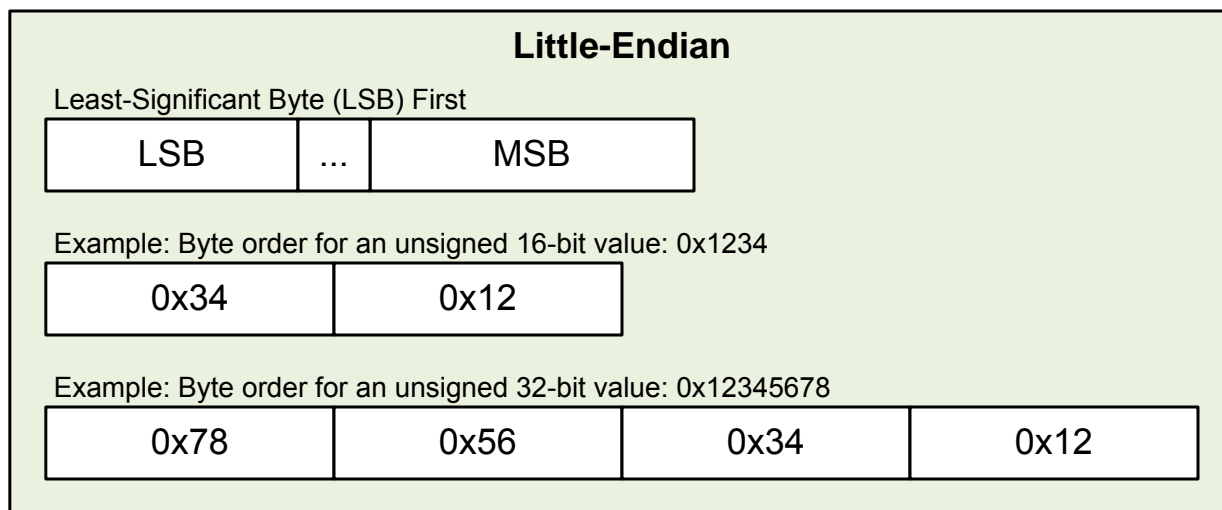 Little-Endian
Least-Significant Byte (LSB) First
LSB ... MSB
Example: Byte order for an unsigned 16-bit value: 0x1234
0x34 0x12
Example: Byte order for an unsigned 32-bit value: 0x12345678
0x78 0x56 0x34 0x12